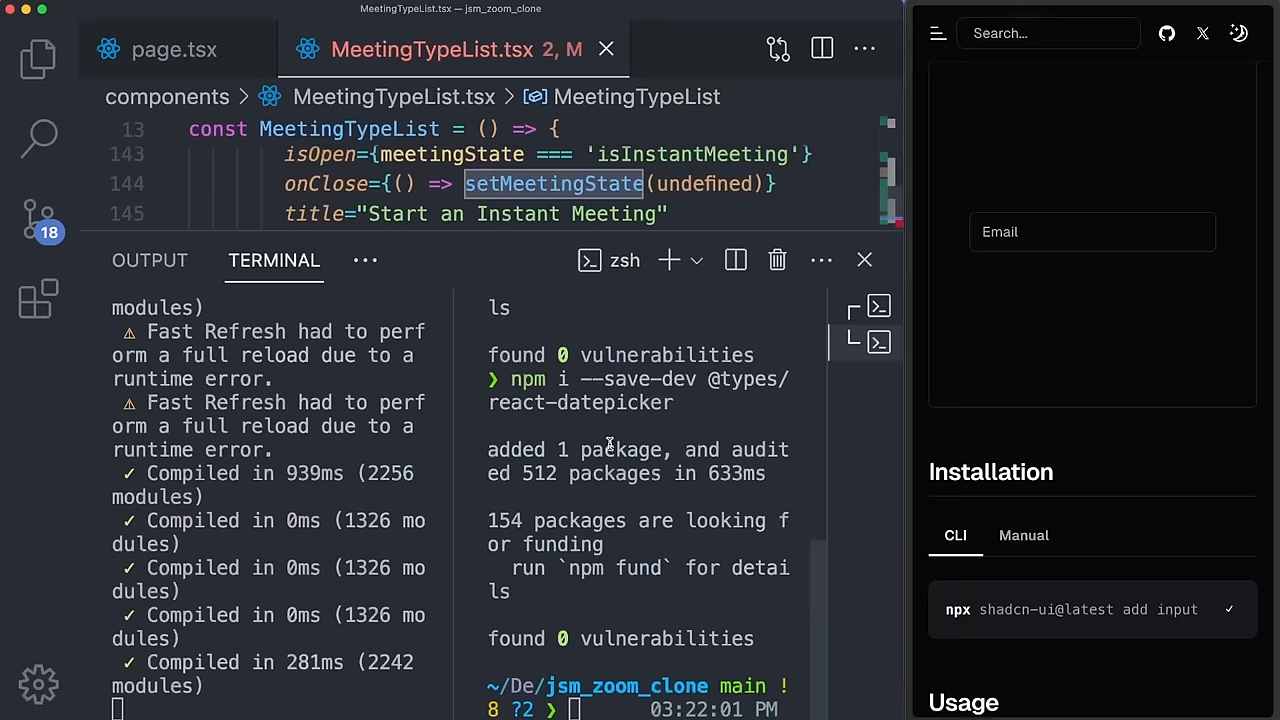 MeetingTypeList.tsx — jsm_zoom_clone
page.tsx
MeetingTypeList.tsx 2, M
components > MeetingTypeList.tsx > MeetingTypeList
13 const MeetingTypeList = () => {
143 isOpen={meetingState === 'isInstantMeeting'}
144 onClose={() => setMeetingState(undefined)}
145 title="Start an Instant Meeting"
18
OUTPUT TERMINAL
zsh
modules)
⚠ Fast Refresh had to perf
orm a full reload due to a
runtime error.
⚠ Fast Refresh had to perf
orm a full reload due to a
runtime error.
✓ Compiled in 939ms (2256
modules)
✓ Compiled in 0ms (1326 mo
dules)
✓ Compiled in 0ms (1326 mo
dules)
✓ Compiled in 0ms (1326 mo
dules)
✓ Compiled in 281ms (2242
modules)
ls
found 0 vulnerabilities
❯ npm i --save-dev @types/
react-datepicker
added 1 package, and audit
ed 512 packages in 633ms
154 packages are looking f
or funding
run `npm fund` for detai
ls
found 0 vulnerabilities
~/De/jsm_zoom_clone main !
8 ?2 ❯ 03:22:01 PM
Search...
Email
Installation
CLI Manual
npx shadcn-ui@latest add input
Usage